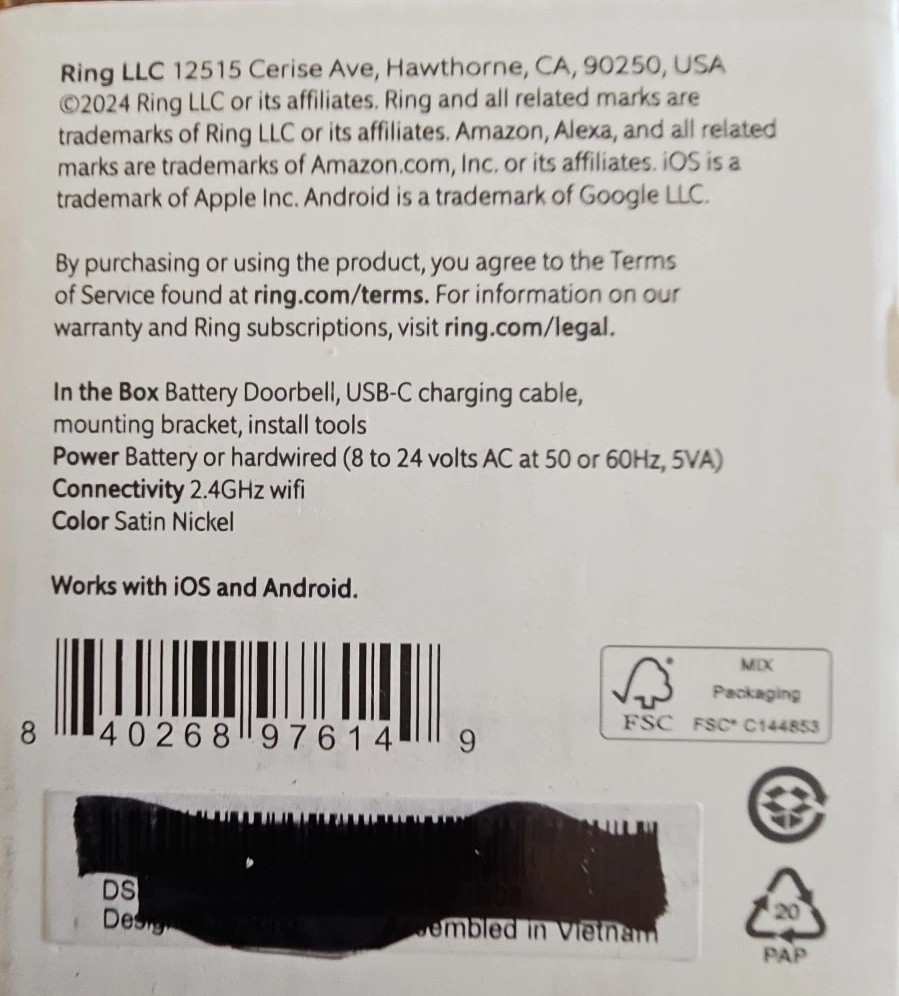 Ring LLC 12515 Cerise Ave, Hawthorne, CA, 90250, USA
©2024 Ring LLC or its affiliates. Ring and all related marks are
trademarks of Ring LLC or its affiliates. Amazon, Alexa, and all related
marks are trademarks of Amazon.com, Inc. or its affiliates. iOS is a
trademark of Apple Inc. Android is a trademark of Google LLC.
By purchasing or using the product, you agree to the Terms
of Service found at ring.com/terms. For information on our
warranty and Ring subscriptions, visit ring.com/legal.
In the Box Battery Doorbell, USB-C charging cable,
mounting bracket, install tools
Power Battery or hardwired (8 to 24 volts AC at 50 or 60Hz, 5VA)
Connectivity 2.4GHz wifi
Color Satin Nickel
Works with iOS and Android.
8 40268 97614 9
MIX
Packaging
FSC FSC® C144853
DS
in Vietnam
20
PAP